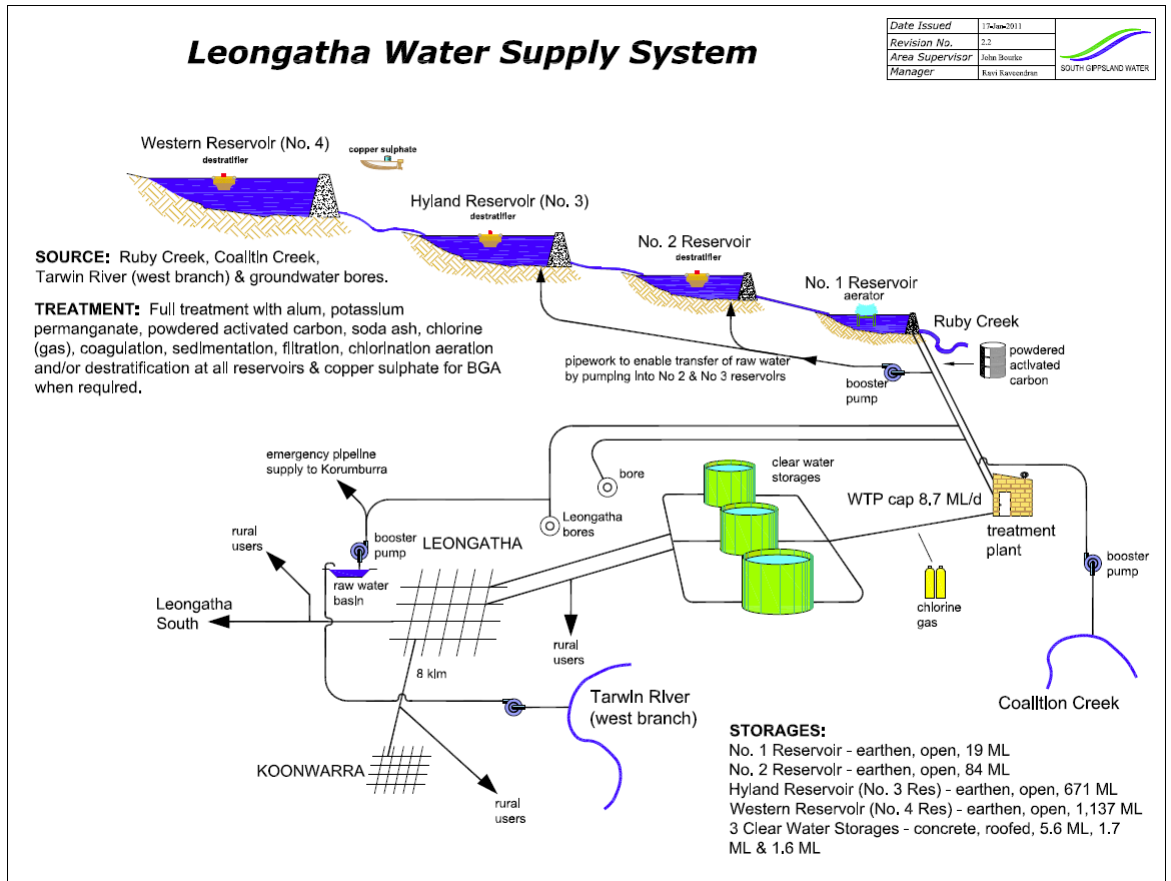 Leongatha Water Supply System
Date Issued 17-Jan-2011
Revision No. 2.2
Area Supervisor John Bourke
Manager Ravi Raveendran
SOUTH GIPPSLAND WATER
Western Reservoir (No. 4)
destratifier
copper sulphate
Hyland Reservoir (No. 3)
destratifier
No. 2 Reservoir
destratifier
No. 1 Reservoir
aerator
Ruby Creek
SOURCE: Ruby Creek, Coalltin Creek,
Tarwin River (west branch) & groundwater bores.
TREATMENT: Full treatment with alum, potassium
permanganate, powdered activated carbon, soda ash, chlorine
(gas), coagulation, sedimentation, filtration, chlorination aeration
and/or destratification at all reservoirs & copper sulphate for BGA
when required.
pipework to enable transfer of raw water
by pumping into No 2 & No 3 reservoirs
booster
pump
powdered
activated
carbon
emergency pipeline
supply to Korumburra
bore
Leongatha
bores
clear water
storages
WTP cap 8.7 ML/d
treatment
plant
booster
pump
rural
users
booster
pump
LEONGATHA
raw water
basin
Leongatha
South
chlorine
gas
rural
users
8 klm
Tarwin River
(west branch)
Coalltion Creek
KOONWARRA
rural
users
STORAGES:
No. 1 Reservoir - earthen, open, 19 ML
No. 2 Reservoir - earthen, open, 84 ML
Hyland Reservoir (No. 3 Res) - earthen, open, 671 ML
Western Reservoir (No. 4 Res) - earthen, open, 1,137 ML
3 Clear Water Storages - concrete, roofed, 5.6 ML, 1.7
ML & 1.6 ML